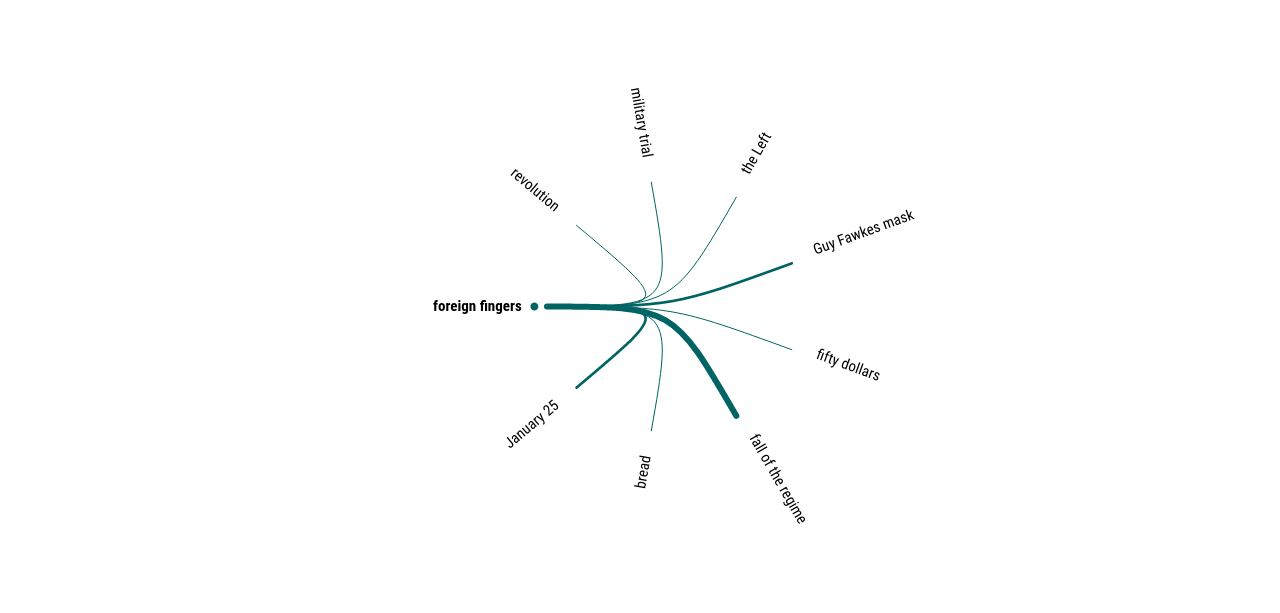 military trial
the Left
revolution
Guy Fawkes mask
foreign fingers
fifty dollars
January 25
fall of the regime
bread